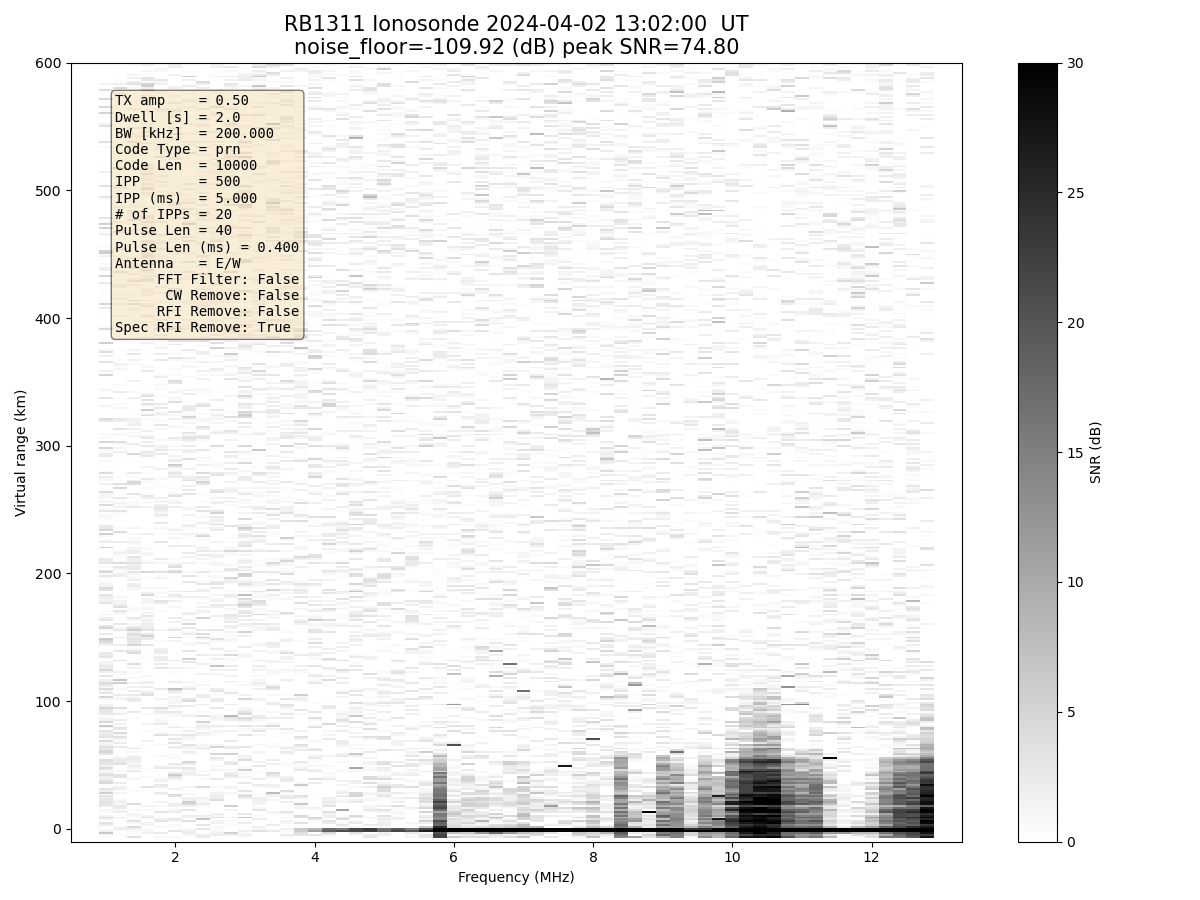 RB1311 Ionosonde 2024-04-02 13:02:00  UT
noise_floor=-109.92 (dB) peak SNR=74.80
TX amp    = 0.50
Dwell [s] = 2.0
BW [kHz]  = 200.000
Code Type = prn
Code Len  = 10000
IPP       = 500
IPP (ms)  = 5.000
# of IPPs = 20
Pulse Len = 40
Pulse Len (ms) = 0.400
Antenna   = E/W
FFT Filter: False
CW Remove: False
RFI Remove: False
Spec RFI Remove: True
Virtual range (km)
600
500
400
300
200
100
0
2
4
6
8
10
12
Frequency (MHz)
30
25
20
15
10
5
0
SNR (dB)